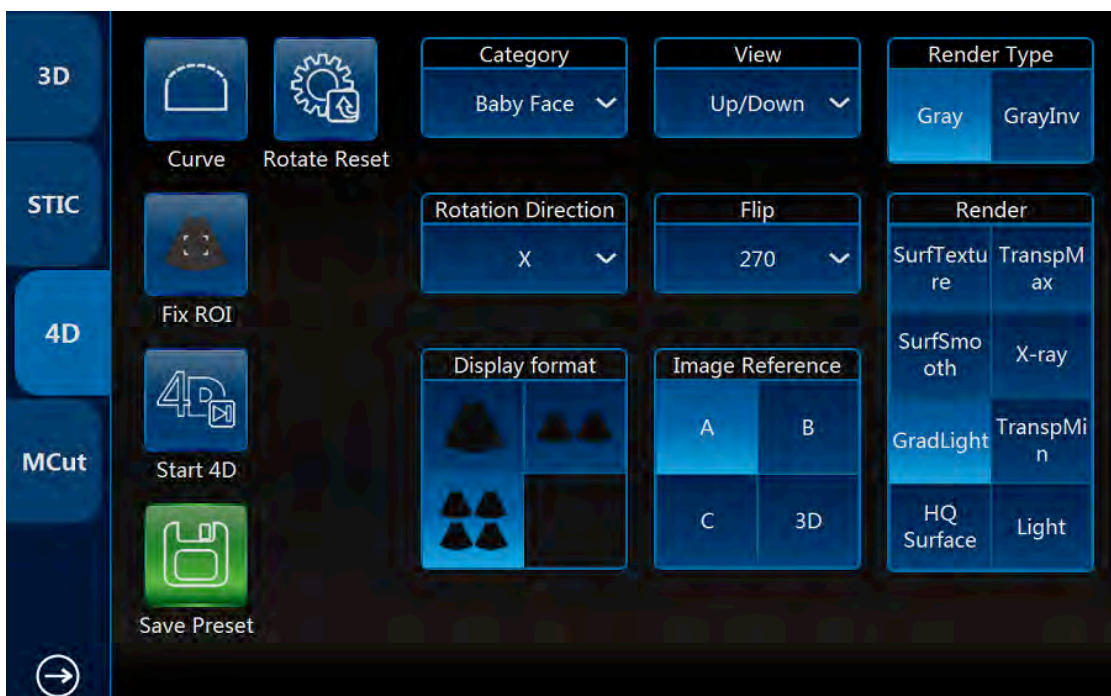 3D
STIC
4D
MCut
Curve
Rotate Reset
Fix ROI
4D
Start 4D
Save Preset
Category
Baby Face
View
Up/Down
Render Type
Gray
GrayInv
Rotation Direction
X
Flip
270
Render
SurfTextu
re
TranspM
ax
SurfSmo
oth
X-ray
GradLight
TranspMi
n
HQ
Surface
Light
Display format
Image Reference
A
B
C
3D